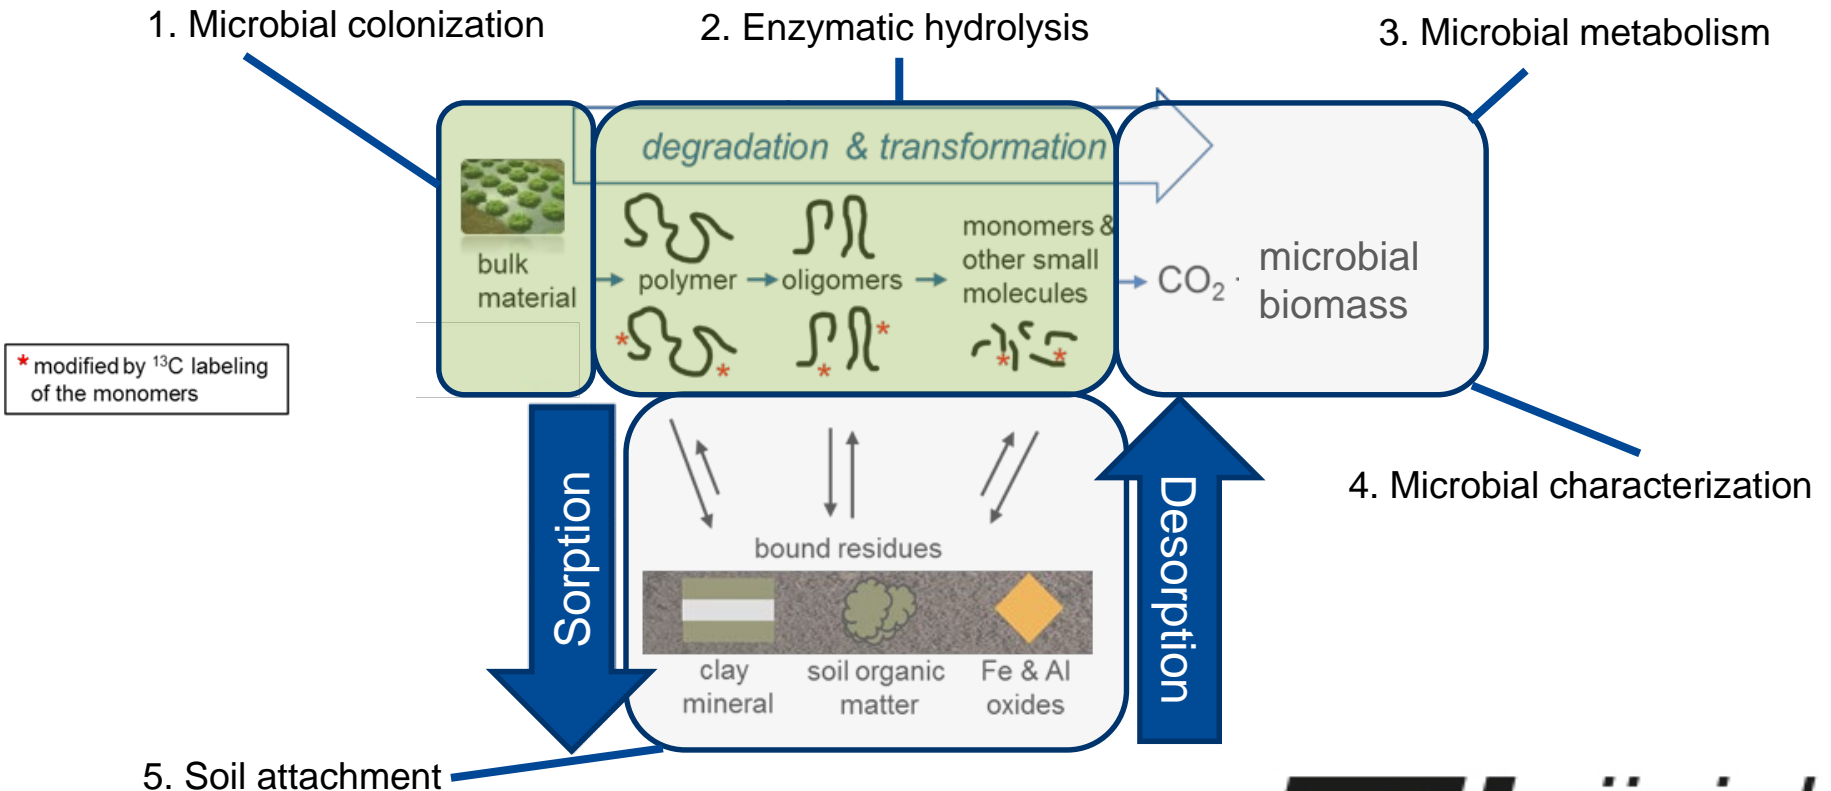 1. Microbial colonization
2. Enzymatic hydrolysis
3. Microbial metabolism
degradation & transformation
bulk
material
polymer
oligomers
monomers &
other small
molecules
CO₂
microbial
biomass
* modified by ¹³C labeling
of the monomers
*
*
*
*
*
*
4. Microbial characterization
Sorption
Desorption
bound residues
clay
mineral
soil organic
matter
Fe & Al
oxides
5. Soil attachment